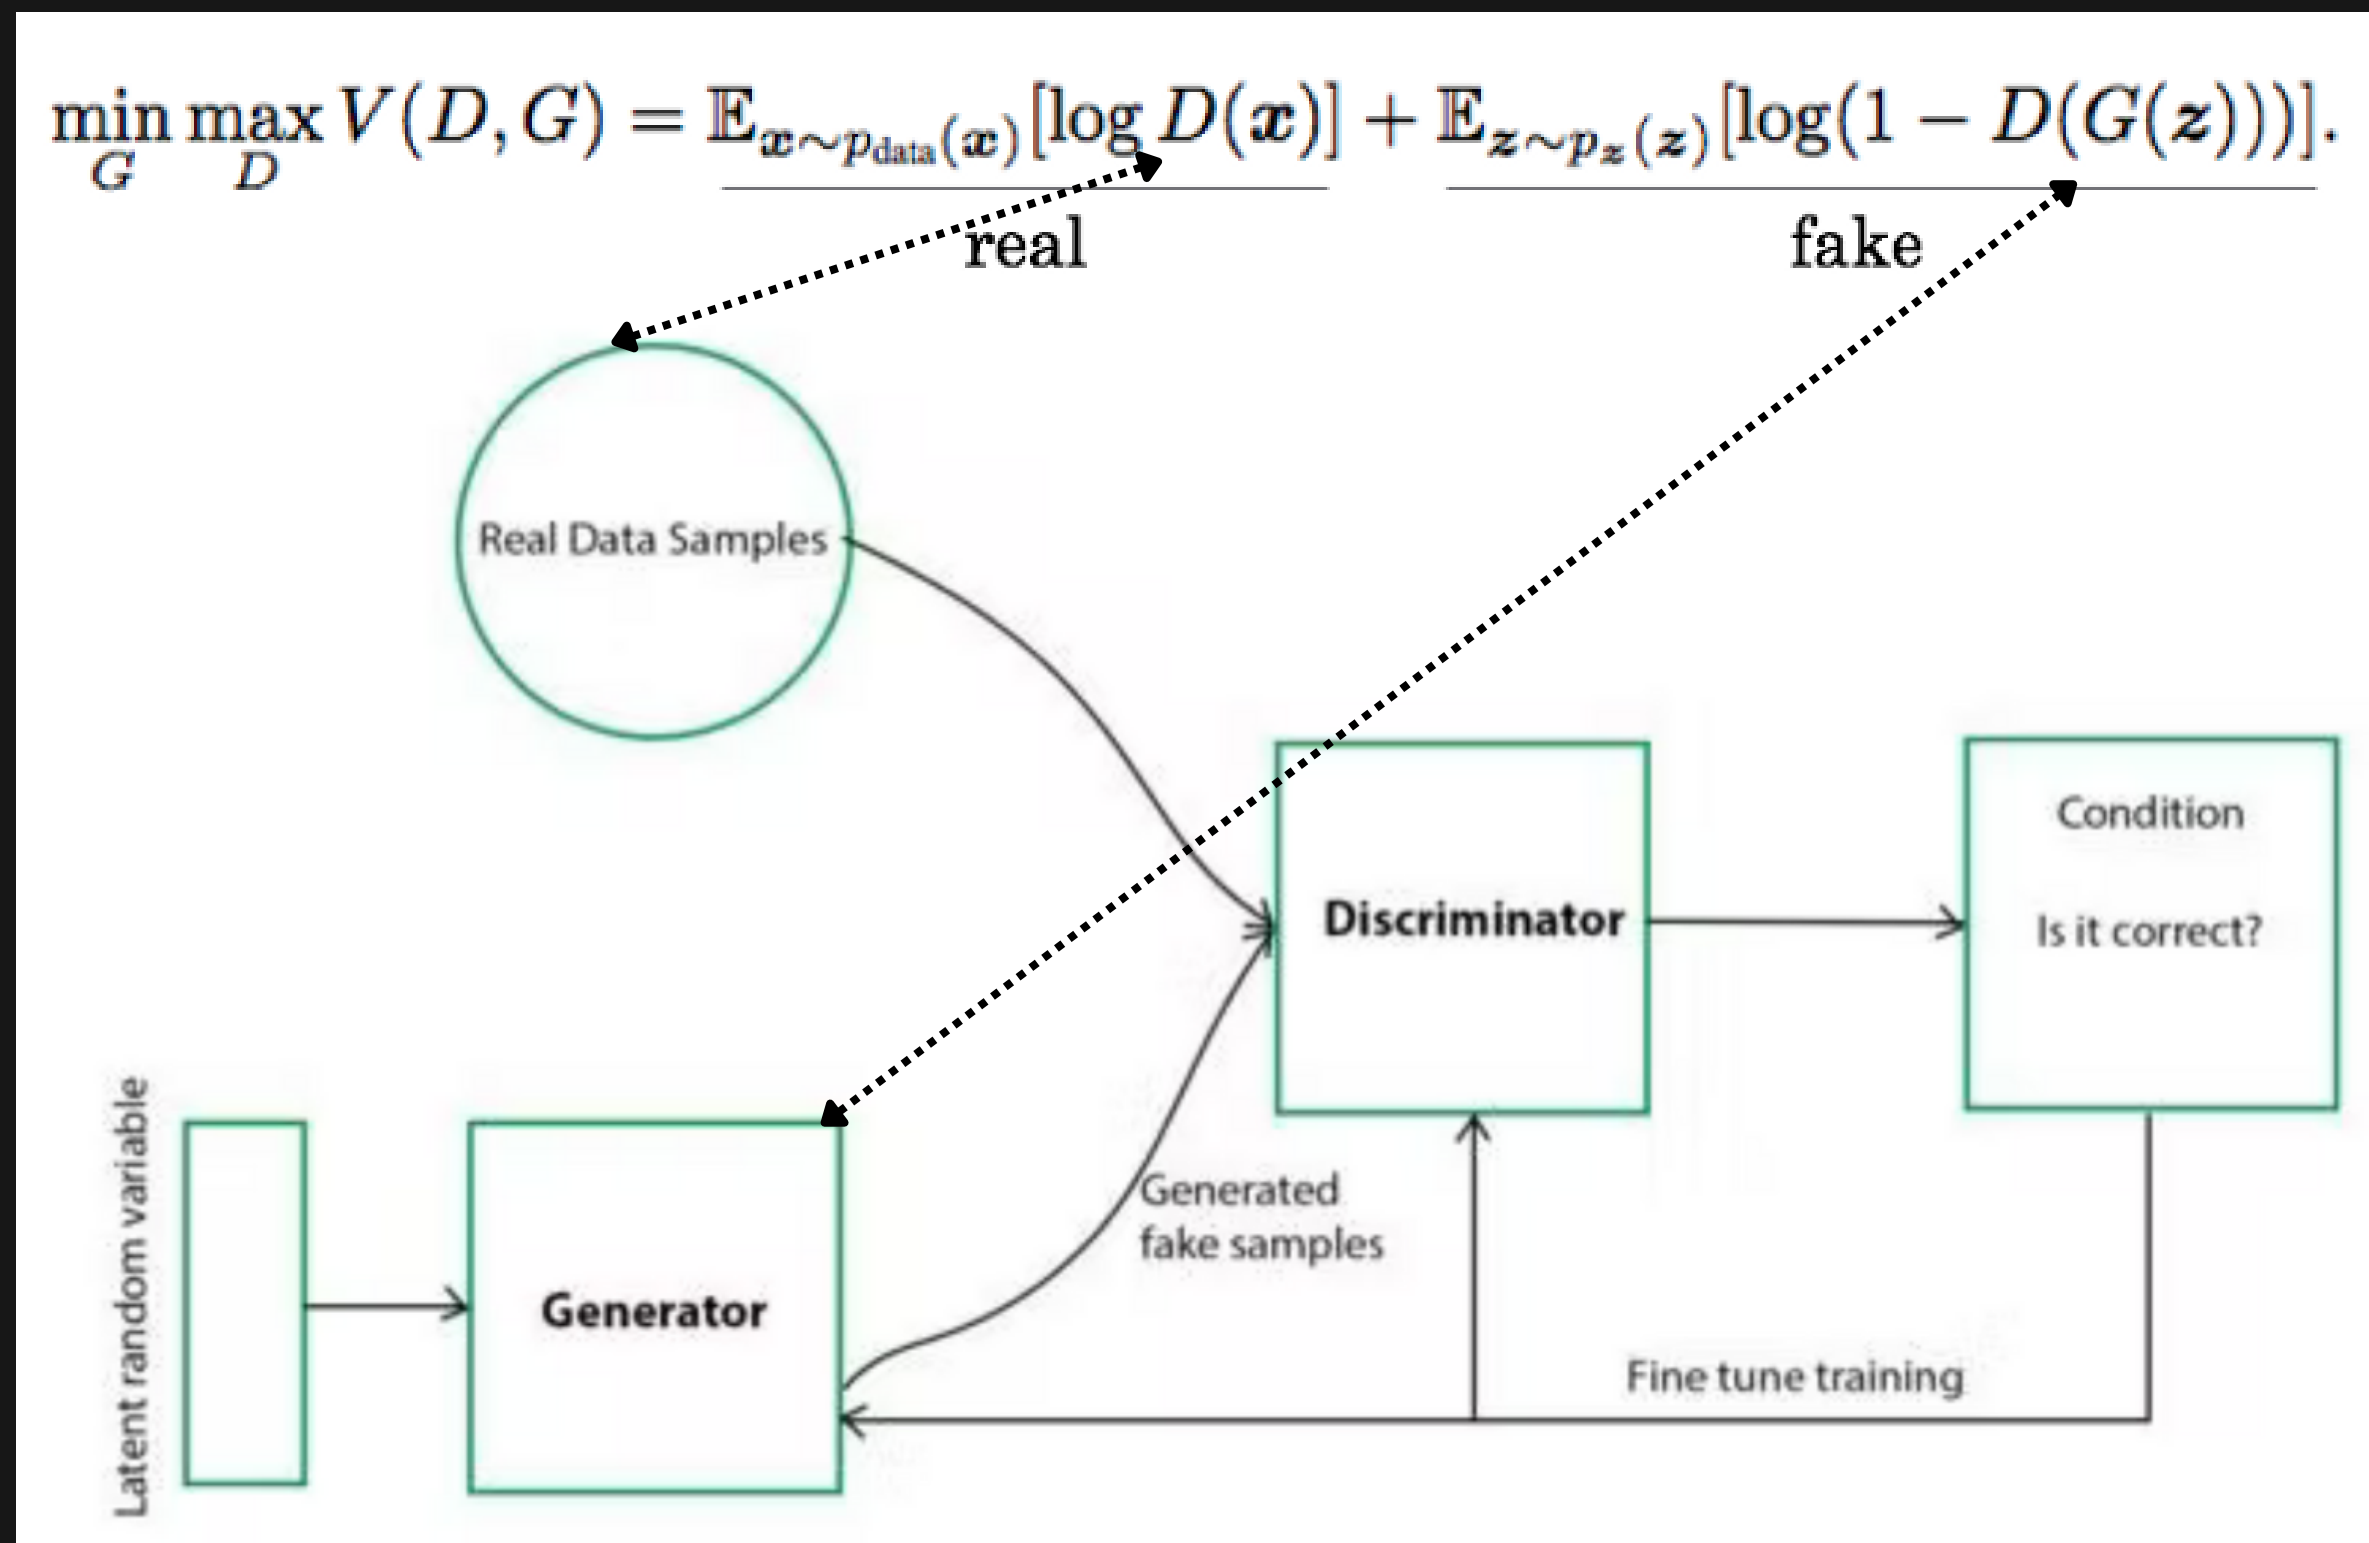 min max V(D, G) = 𝔼x∼pdata(x)[log D(x)] + 𝔼z∼pz(z)[log(1 − D(G(z)))].
G D
real
fake
Real Data Samples
Discriminator
Condition
Is it correct?
Latent random variable
Generator
Generated
fake samples
Fine tune training